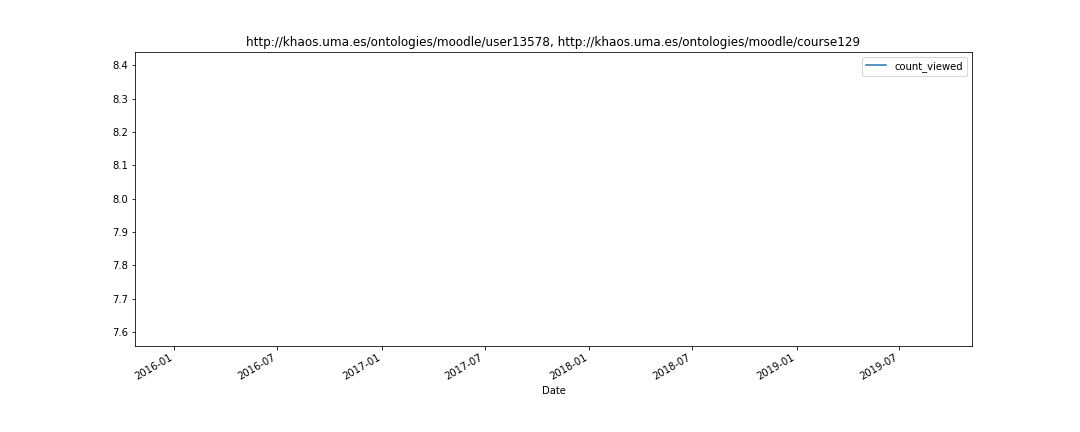 http://khaos.uma.es/ontologies/moodle/user13578, http://khaos.uma.es/ontologies/moodle/course129
count_viewed
8.4
8.3
8.2
8.1
8.0
7.9
7.8
7.7
7.6
2016-01 2016-07 2017-01 2017-07 2018-01 2018-07 2019-01 2019-07
Date